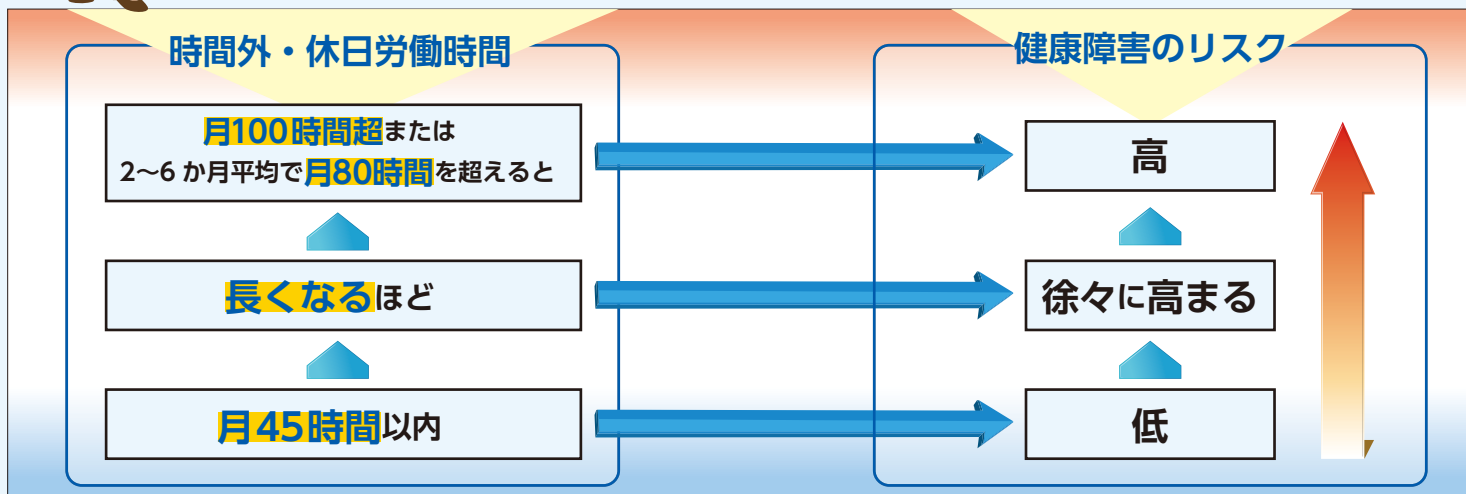 時間外・休日労働時間
月100時間超または
2～6か月平均で月80時間を超えると
長くなるほど
月45時間以内
健康障害のリスク
高
徐々に高まる
低